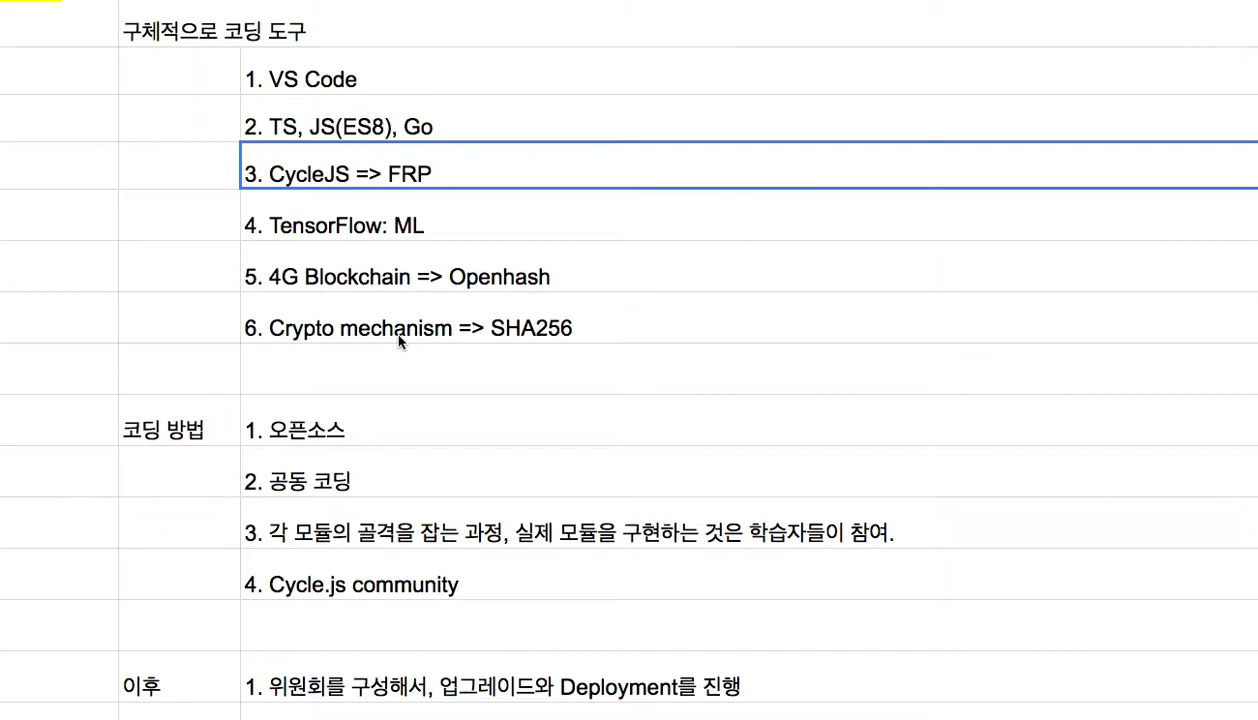 구체적으로 코딩 도구
1. VS Code
2. TS, JS(ES8), Go
3. CycleJS => FRP
4. TensorFlow: ML
5. 4G Blockchain => Openhash
6. Crypto mechanism => SHA256
코딩 방법 1. 오픈소스
2. 공동 코딩
3. 각 모듈의 골격을 잡는 과정, 실제 모듈을 구현하는 것은 학습자들이 참여.
4. Cycle.js community
이후 1. 위원회를 구성해서, 업그레이드와 Deployment를 진행